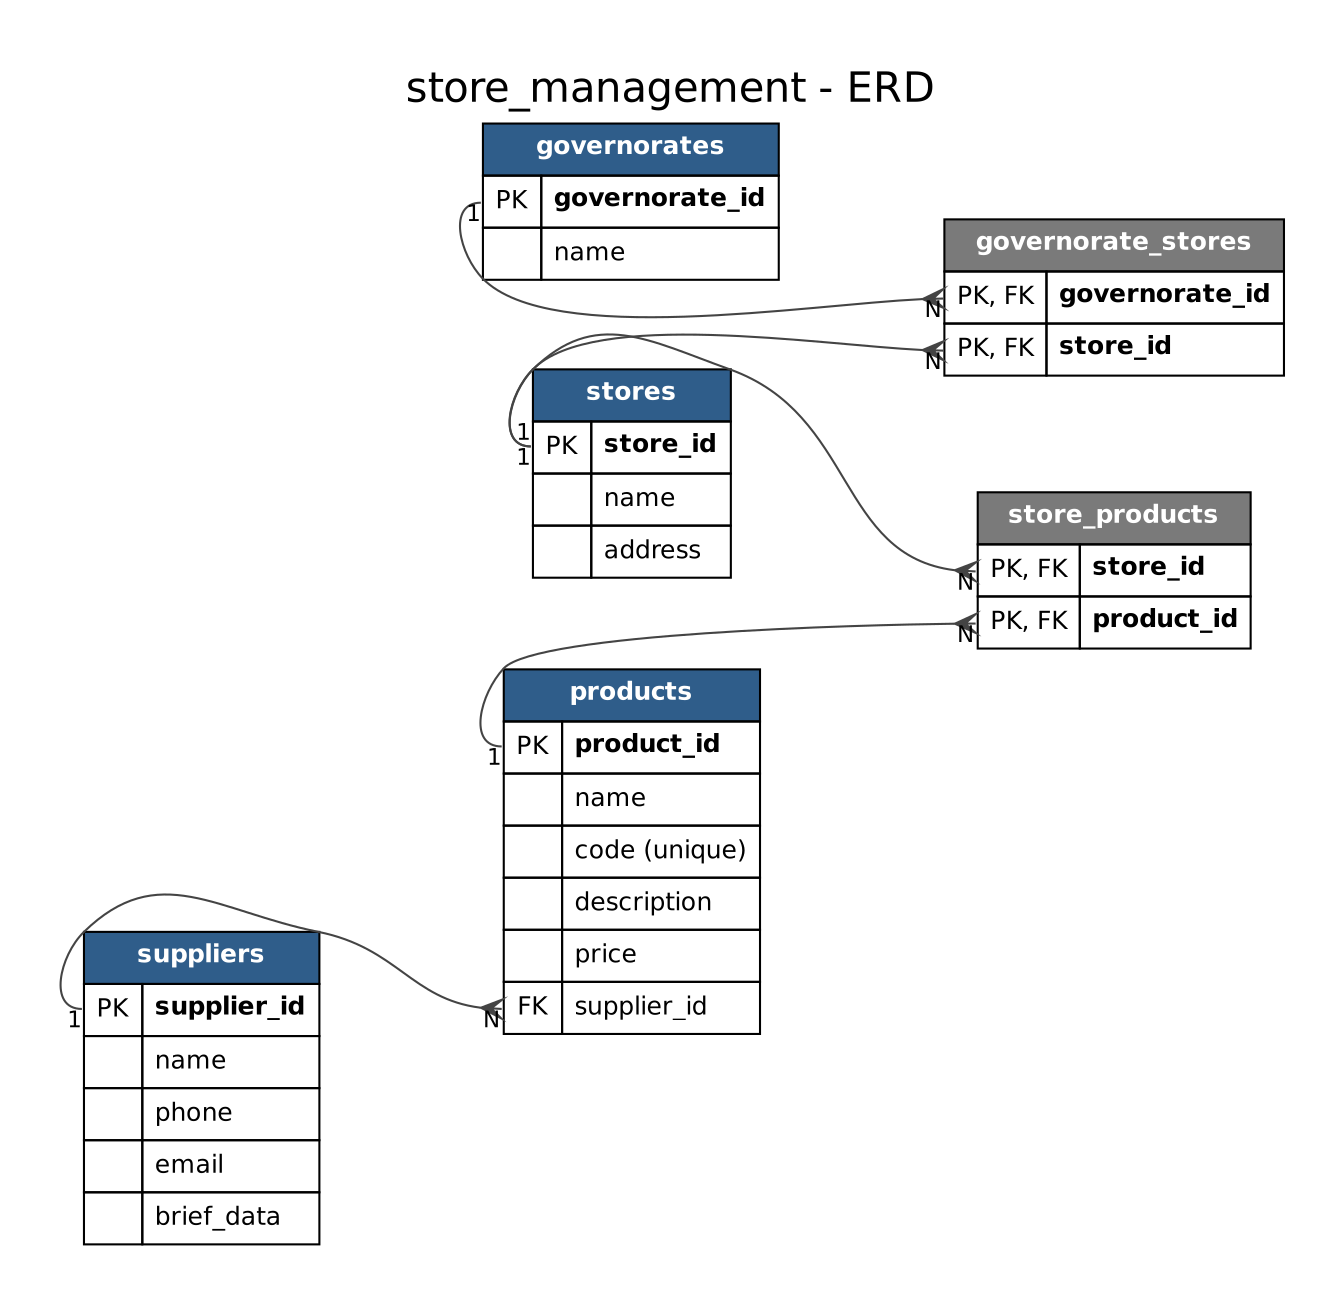 store_management - ERD
governorates
PK governorate_id
name
1
governorate_stores
PK, FK governorate_id
N
PK, FK store_id
N
stores
1
PK store_id
1
name
address
store_products
PK, FK store_id
N
PK, FK product_id
N
products
PK product_id
1
name
code (unique)
description
price
FK supplier_id
N
suppliers
PK supplier_id
1
name
phone
email
brief_data